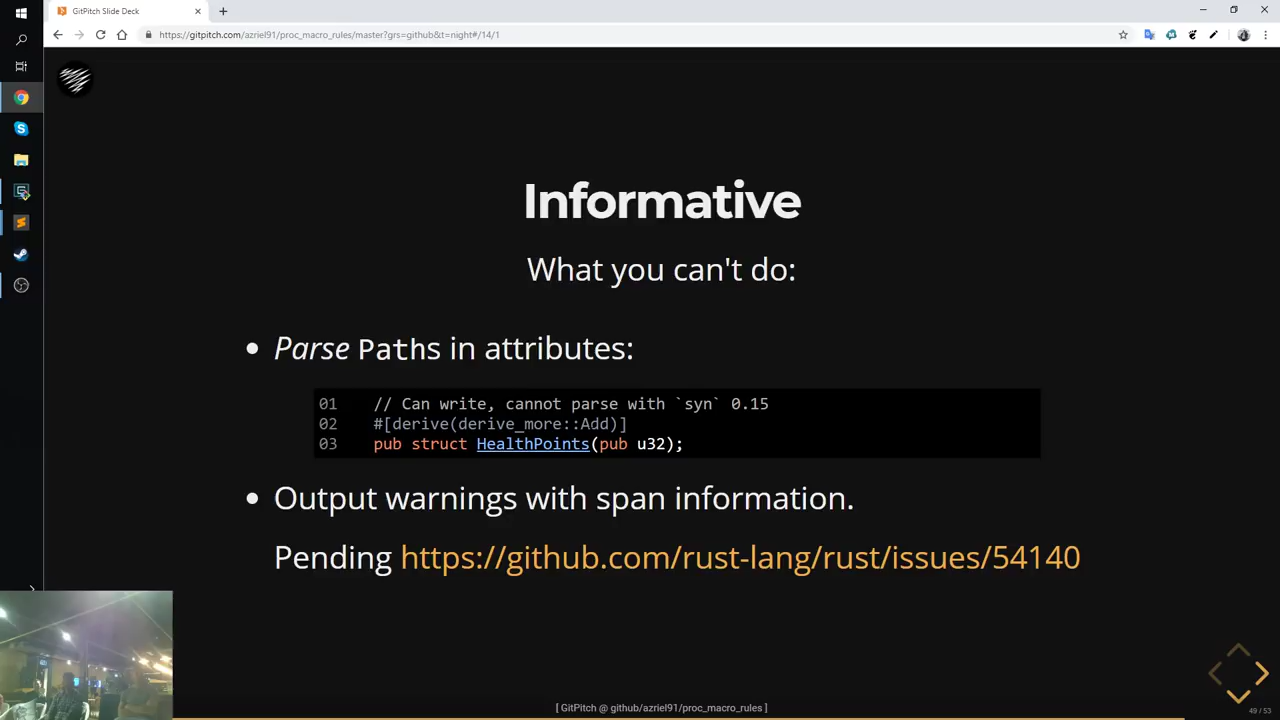 GitPitch Slide Deck
https://gitpitch.com/azriel91/proc_macro_rules/master?grs=github&t=night#/14/1
Informative
What you can't do:
Parse Paths in attributes:
01 // Can write, cannot parse with `syn` 0.15
02 #[derive(derive_more::Add)]
03 pub struct HealthPoints(pub u32);
Output warnings with span information.
Pending https://github.com/rust-lang/rust/issues/54140
[ GitPitch @ github/azriel91/proc_macro_rules ]
49 / 53